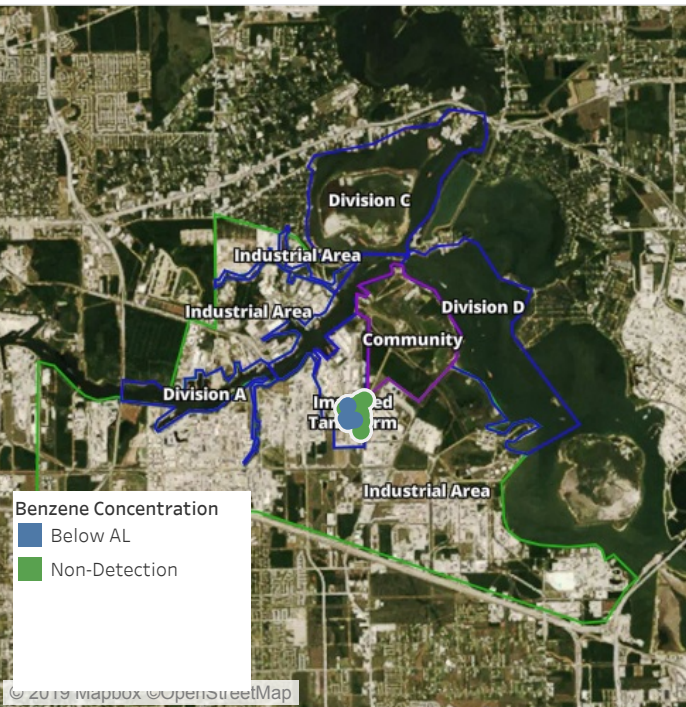 Division C
Industrial Area
Industrial Area
Division D
Community
Division A
Industrial Area
Benzene Concentration
Below AL
Non-Detection
© 2019 Mapbox ©OpenStreetMap